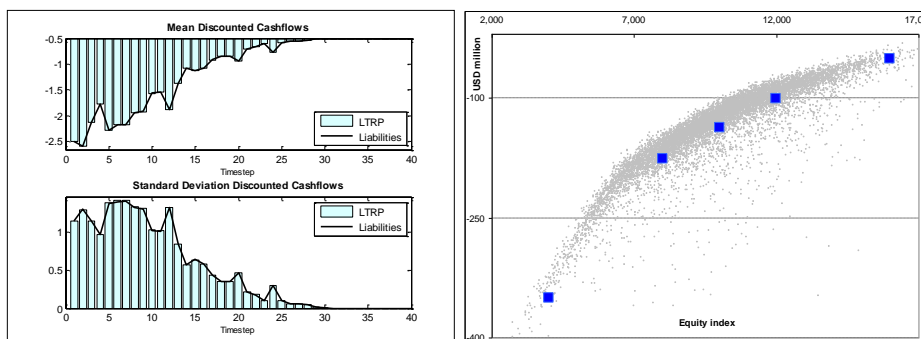 Mean Discounted Cashflows
-0.5
-1
-1.5
-2
-2.5
LTRP
Liabilities
0 5 10 15 20 25 30 35 40
Timestep
Standard Deviation Discounted Cashflows
1
0.5
0
LTRP
Liabilities
0 5 10 15 20 25 30 35 40
Timestep
2,000 7,000 12,000 17,0
USD million
-100
-250
-400
Equity index